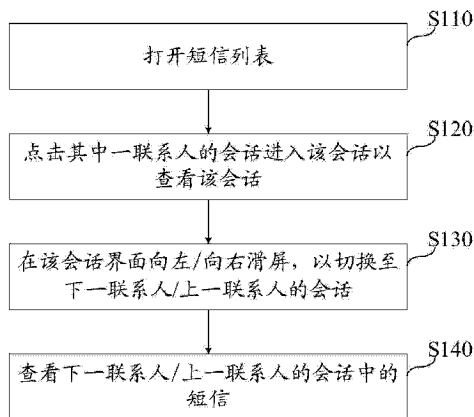 S110
打开短信列表
S120
点击其中一联系人的会话进入该会话以
查看该会话
S130
在该会话界面向左/向右滑屏，以切换至
下一联系人/上一联系人的会话
S140
查看下一联系人/上一联系人的会话中的
短信